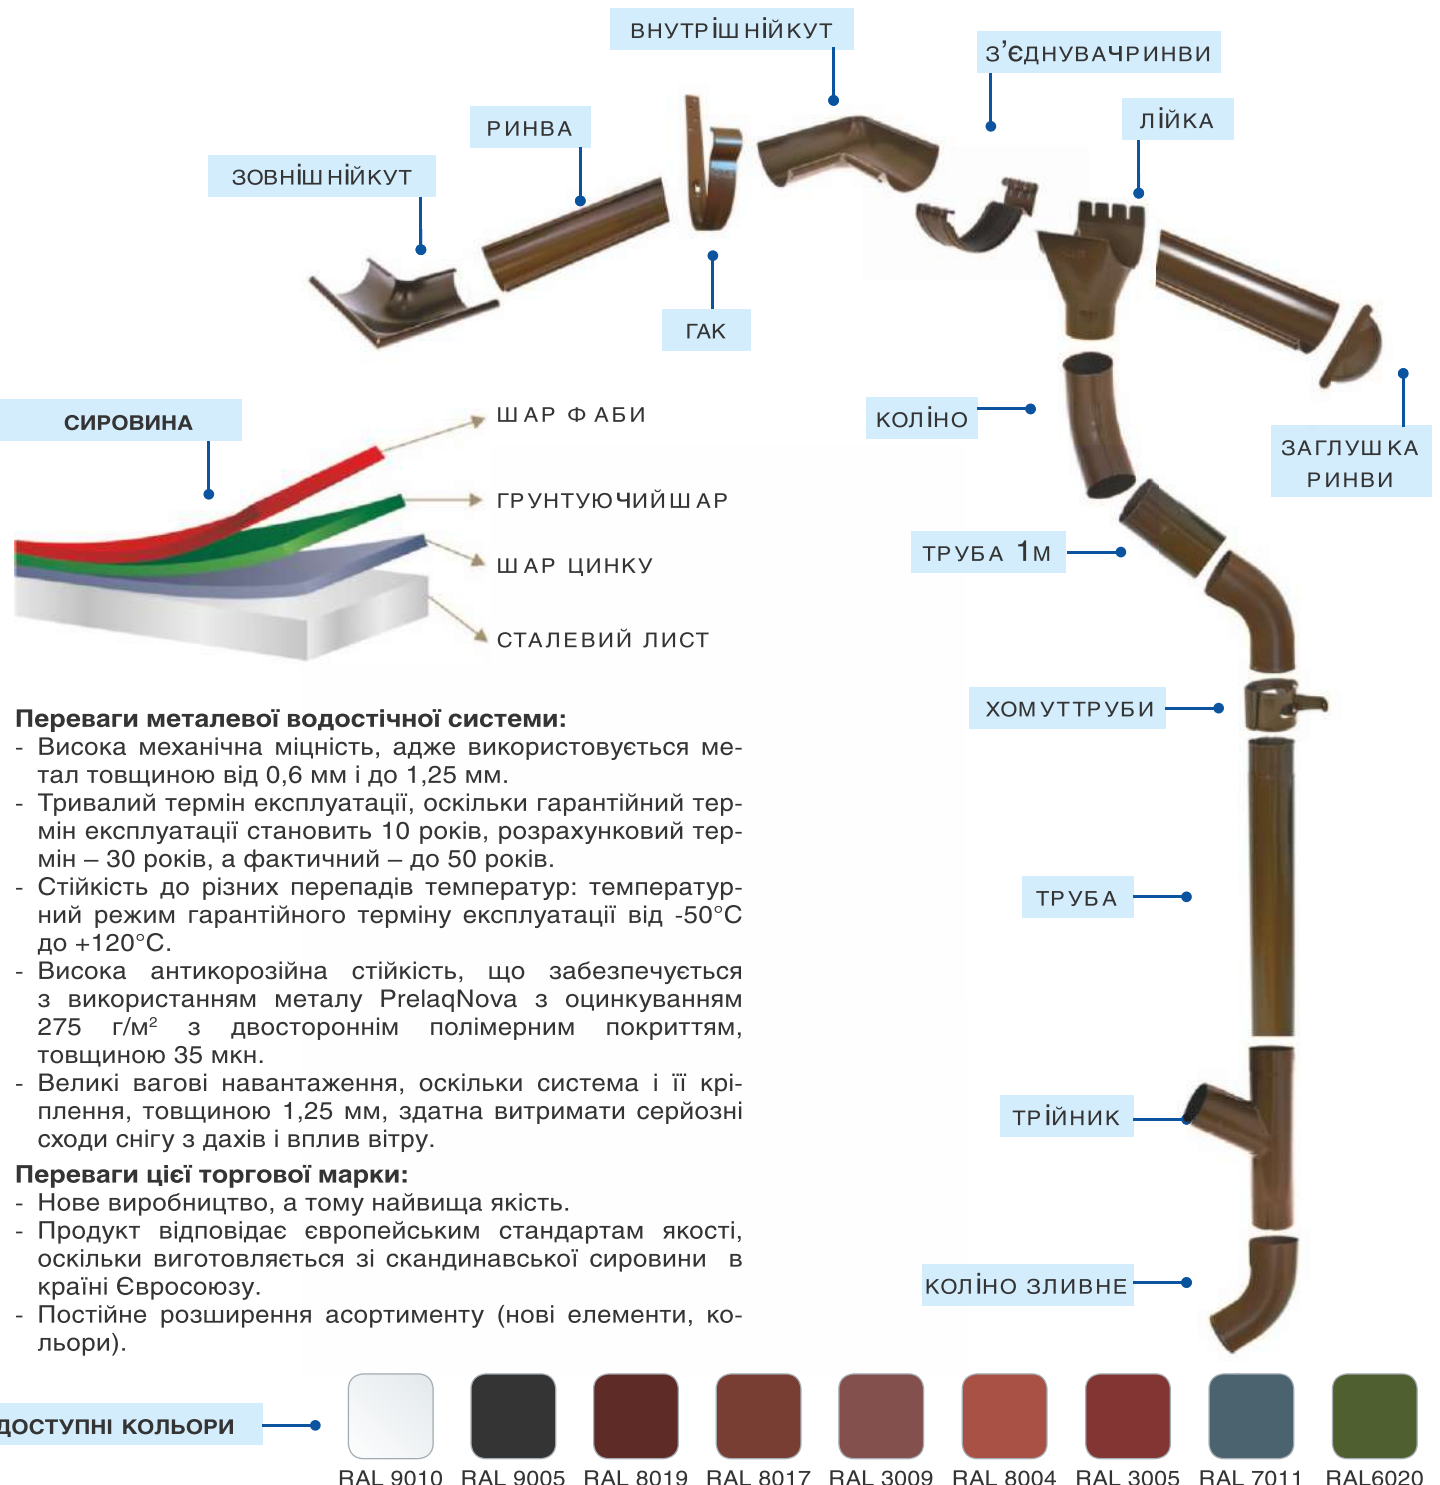 ВНУТРІШНІЙКУТ
З’ЄДНУВАЧРИНВИ
РИНВА
ЛІЙКА
ЗОВНІШНІЙКУТ
ГАК
СИРОВИНА
ШАР ФАБИ
КОЛІНО
ЗАГЛУШКА
РИНВИ
ГРУНТУЮЧИЙШАР
ТРУБА 1М
ШАР ЦИНКУ
СТАЛЕВИЙ ЛИСТ
ХОМУТТРУБИ
ТРУБА
ТРІЙНИК
КОЛІНО ЗЛИВНЕ
Переваги металевої водостічної системи:
- Висока механічна міцність, адже використовується ме-
тал товщиною від 0,6 мм і до 1,25 мм.
- Тривалий термін експлуатації, оскільки гарантійний тер-
мін експлуатації становить 10 років, розрахунковий тер-
мін – 30 років, а фактичний – до 50 років.
- Стійкість до різних перепадів температур: температур-
ний режим гарантійного терміну експлуатації від -50°С
до +120°С.
- Висока антикорозійна стійкість, що забезпечується
з використанням металу PrelaqNova з оцинкуванням
275 г/м² з двостороннім полімерним покриттям,
товщиною 35 мкн.
- Великі вагові навантаження, оскільки система і її крі-
плення, товщиною 1,25 мм, здатна витримати серйозні
сходи снігу з дахів і вплив вітру.
Переваги цієї торгової марки:
- Нове виробництво, а тому найвища якість.
- Продукт відповідає європейським стандартам якості,
оскільки виготовляється зі скандинавської сировини в
країні Євросоюзу.
- Постійне розширення асортименту (нові елементи, ко-
льори).
ДОСТУПНІ КОЛЬОРИ
RAL 9010 RAL 9005 RAL 8019 RAL 8017 RAL 3009 RAL 8004 RAL 3005 RAL 7011 RAL6020